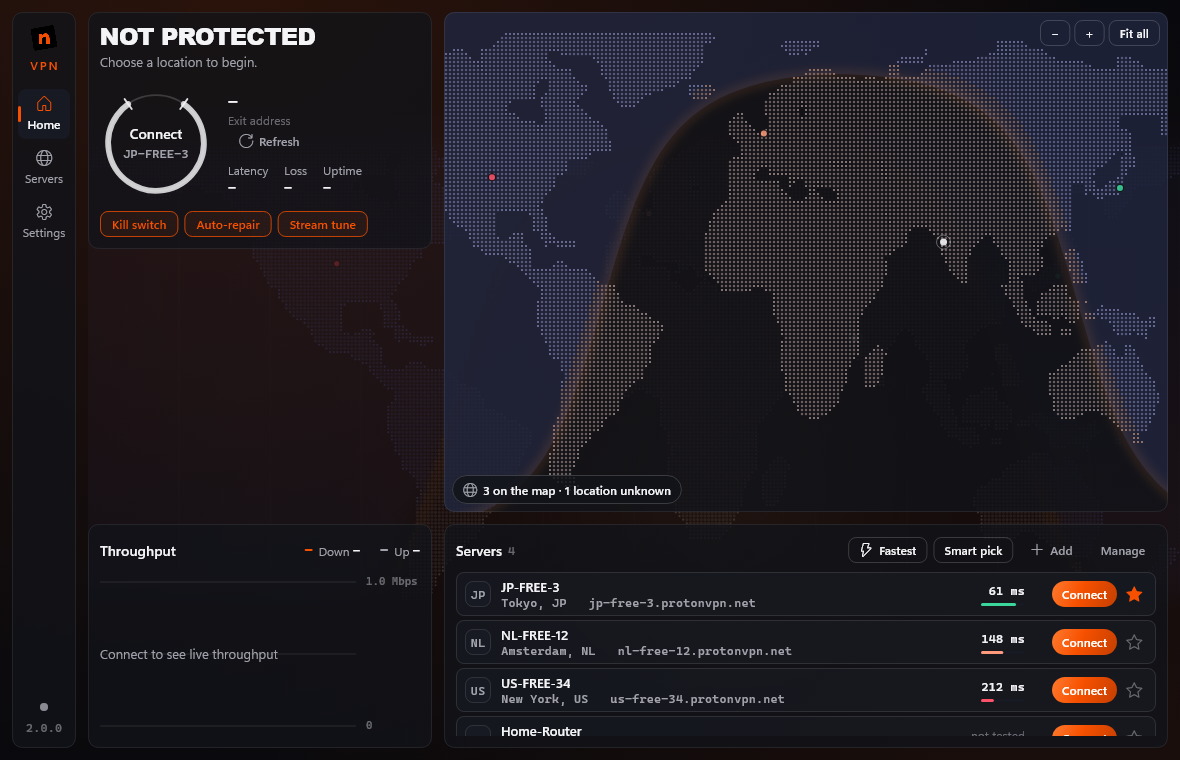 n
VPN
Home
Servers
Settings
2.0.0
NOT PROTECTED
Choose a location to begin.
Connect
JP-FREE-3
–
Exit address
Refresh
Latency Loss Uptime
– – –
Kill switch Auto-repair Stream tune
– + Fit all
3 on the map · 1 location unknown
Throughput Down – Up –
1.0 Mbps
Connect to see live throughput
0
Servers 4 Fastest Smart pick Add Manage
JP JP-FREE-3 61 ms Connect
Tokyo, JP jp-free-3.protonvpn.net
NL NL-FREE-12 148 ms Connect
Amsterdam, NL nl-free-12.protonvpn.net
US US-FREE-34 212 ms Connect
New York, US us-free-34.protonvpn.net
Home-Router not tested